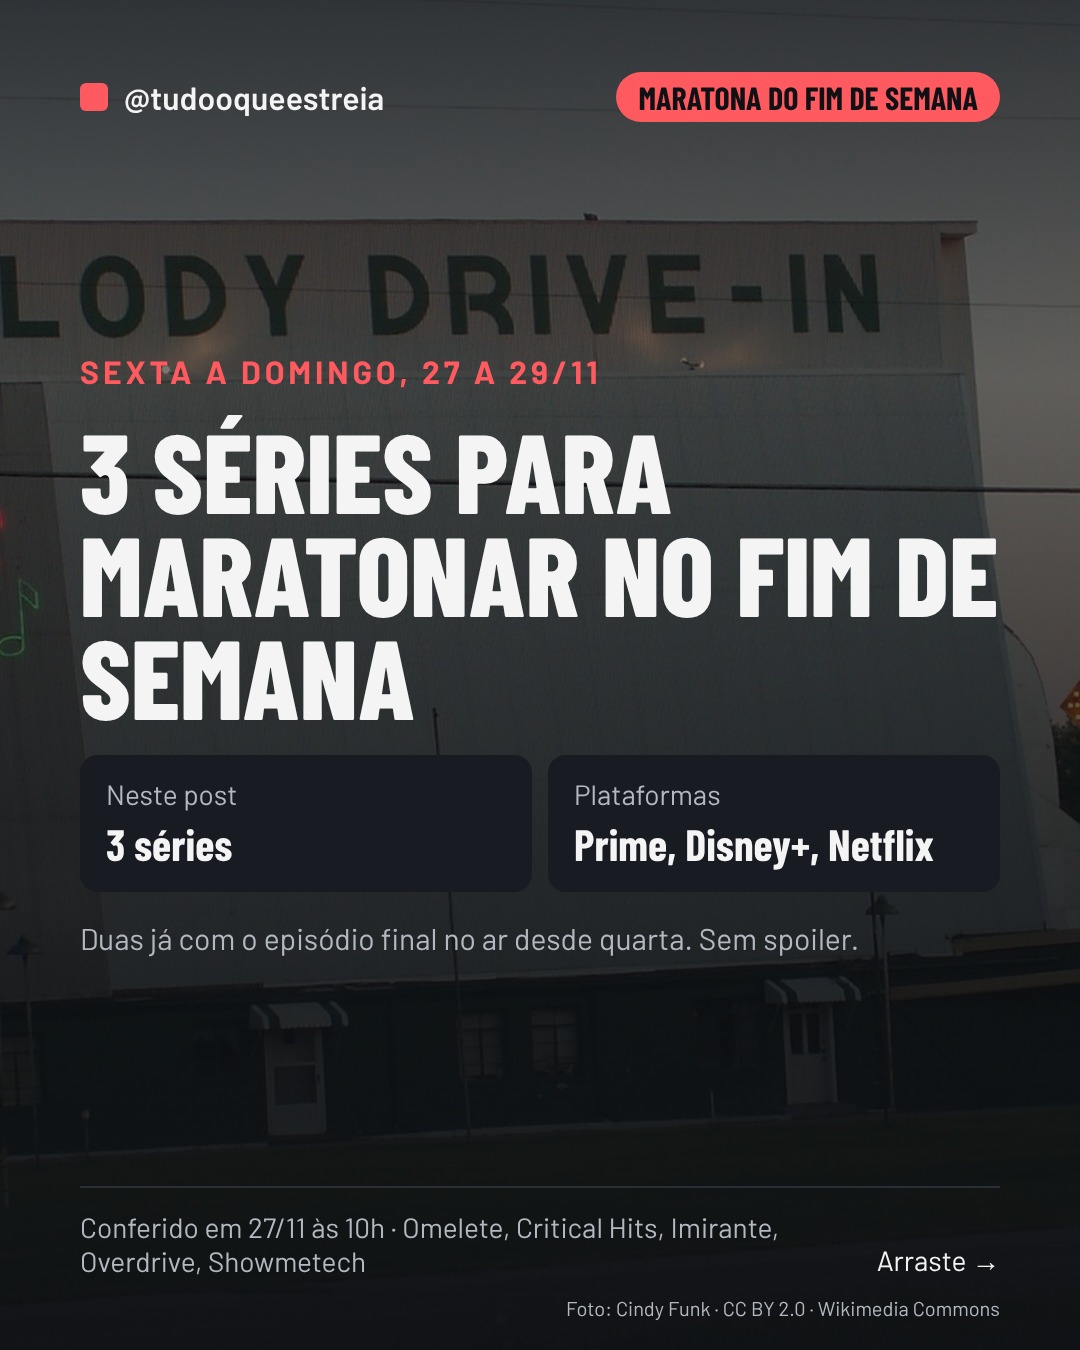 @tudooqueestreia
MARATONA DO FIM DE SEMANA
LODY DRIVE-IN
SEXTA A DOMINGO, 27 A 29/11
3 SÉRIES PARA
MARATONAR NO FIM DE
SEMANA
Neste post
3 séries
Plataformas
Prime, Disney+, Netflix
Duas já com o episódio final no ar desde quarta. Sem spoiler.
Conferido em 27/11 às 10h · Omelete, Critical Hits, Imirante,
Overdrive, Showmetech
Arraste →
Foto: Cindy Funk · CC BY 2.0 · Wikimedia Commons